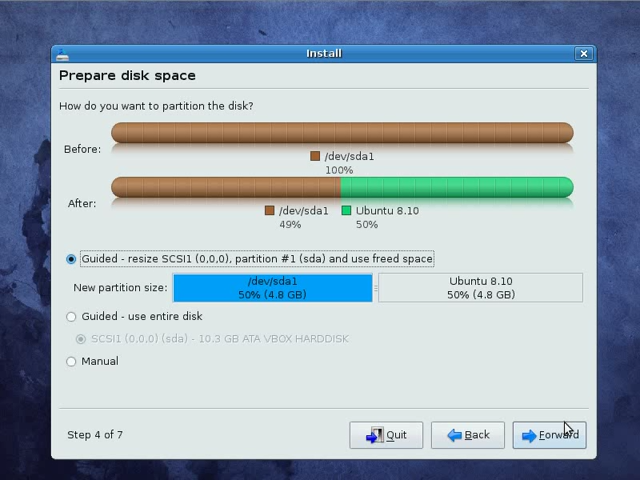 Install
Prepare disk space
How do you want to partition the disk?
Before:
/dev/sda1
100%
After:
/dev/sda1 Ubuntu 8.10
49% 50%
Guided - resize SCSI1 (0,0,0), partition #1 (sda) and use freed space
New partition size: /dev/sda1 Ubuntu 8.10
50% (4.8 GB) 50% (4.8 GB)
Guided - use entire disk
SCSI1 (0,0,0) (sda) - 10.3 GB ATA VBOX HARDDISK
Manual
Step 4 of 7 Quit Back Forward